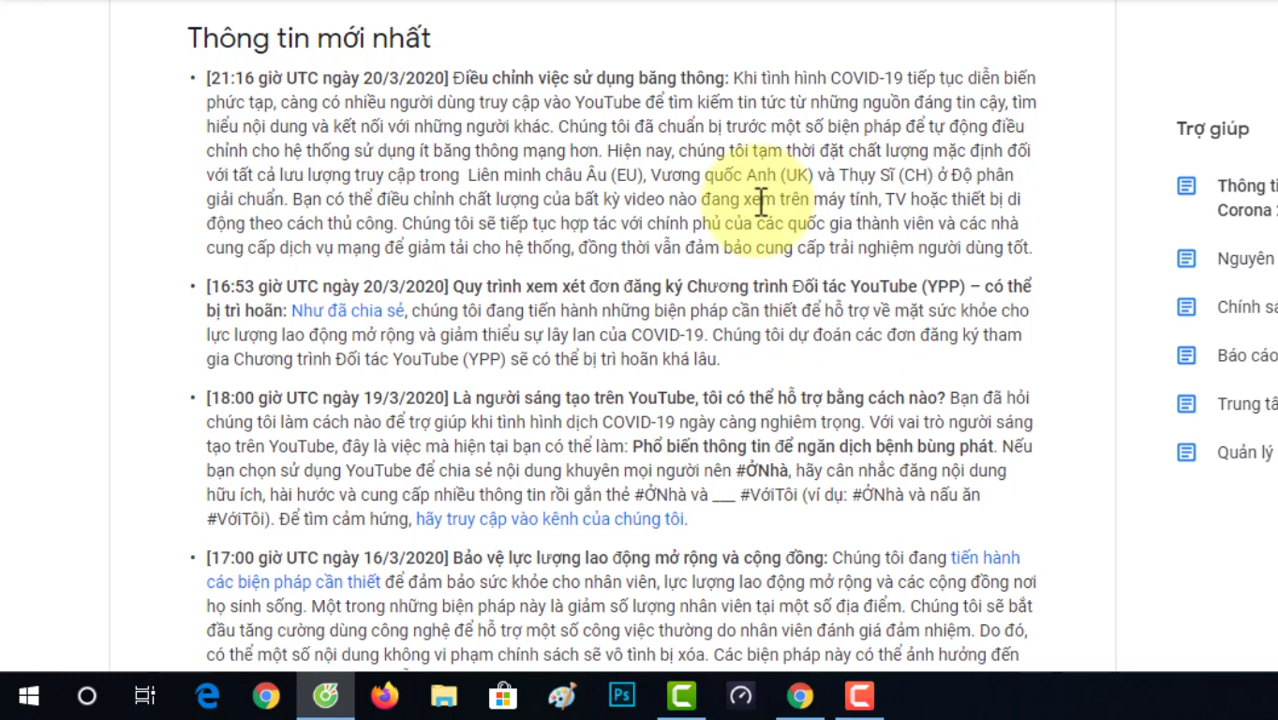 Thông tin mới nhất
• [21:16 giờ UTC ngày 20/3/2020] Điều chỉnh việc sử dụng băng thông: Khi tình hình COVID-19 tiếp tục diễn biến
phức tạp, càng có nhiều người dùng truy cập vào YouTube để tìm kiếm tin tức từ những nguồn đáng tin cậy, tìm
hiểu nội dung và kết nối với những người khác. Chúng tôi đã chuẩn bị trước một số biện pháp để tự động điều
chỉnh cho hệ thống sử dụng ít băng thông mạng hơn. Hiện nay, chúng tôi tạm thời đặt chất lượng mặc định đối
với tất cả lưu lượng truy cập trong Liên minh châu Âu (EU), Vương quốc Anh (UK) và Thụy Sĩ (CH) ở Độ phân
giải chuẩn. Bạn có thể điều chỉnh chất lượng của bất kỳ video nào đang xem trên máy tính, TV hoặc thiết bị di
động theo cách thủ công. Chúng tôi sẽ tiếp tục hợp tác với chính phủ của các quốc gia thành viên và các nhà
cung cấp dịch vụ mạng để giảm tải cho hệ thống, đồng thời vẫn đảm bảo cung cấp trải nghiệm người dùng tốt.
• [16:53 giờ UTC ngày 20/3/2020] Quy trình xem xét đơn đăng ký Chương trình Đối tác YouTube (YPP) – có thể
bị trì hoãn: Như đã chia sẻ, chúng tôi đang tiến hành những biện pháp cần thiết để hỗ trợ về mặt sức khỏe cho
lực lượng lao động mở rộng và giảm thiểu sự lây lan của COVID-19. Chúng tôi dự đoán các đơn đăng ký tham
gia Chương trình Đối tác YouTube (YPP) sẽ có thể bị trì hoãn khá lâu.
• [18:00 giờ UTC ngày 19/3/2020] Là người sáng tạo trên YouTube, tôi có thể hỗ trợ bằng cách nào? Bạn đã hỏi
chúng tôi làm cách nào để trợ giúp khi tình hình dịch COVID-19 ngày càng nghiêm trọng. Với vai trò người sáng
tạo trên YouTube, đây là việc mà hiện tại bạn có thể làm: Phổ biến thông tin để ngăn dịch bệnh bùng phát. Nếu
bạn chọn sử dụng YouTube để chia sẻ nội dung khuyên mọi người nên #ỞNhà, hãy cân nhắc đăng nội dung
hữu ích, hài hước và cung cấp nhiều thông tin rồi gắn thẻ #ỞNhà và ___ #VớiTôi (ví dụ: #ỞNhà và nấu ăn
#VớiTôi). Để tìm cảm hứng, hãy truy cập vào kênh của chúng tôi.
• [17:00 giờ UTC ngày 16/3/2020] Bảo vệ lực lượng lao động mở rộng và cộng đồng: Chúng tôi đang tiến hành
các biện pháp cần thiết để đảm bảo sức khỏe cho nhân viên, lực lượng lao động mở rộng và các cộng đồng nơi
họ sinh sống. Một trong những biện pháp này là giảm số lượng nhân viên tại một số địa điểm. Chúng tôi sẽ bắt
đầu tăng cường dùng công nghệ để hỗ trợ một số công việc thường do nhân viên đánh giá đảm nhiệm. Do đó,
có thể một số nội dung không vi phạm chính sách sẽ vô tình bị xóa. Các biện pháp này có thể ảnh hưởng đến
Trợ giúp
Thông ti
Corona 2
Nguyên
Chính sá
Báo cáo
Trung tâ
Quản lý
Ps